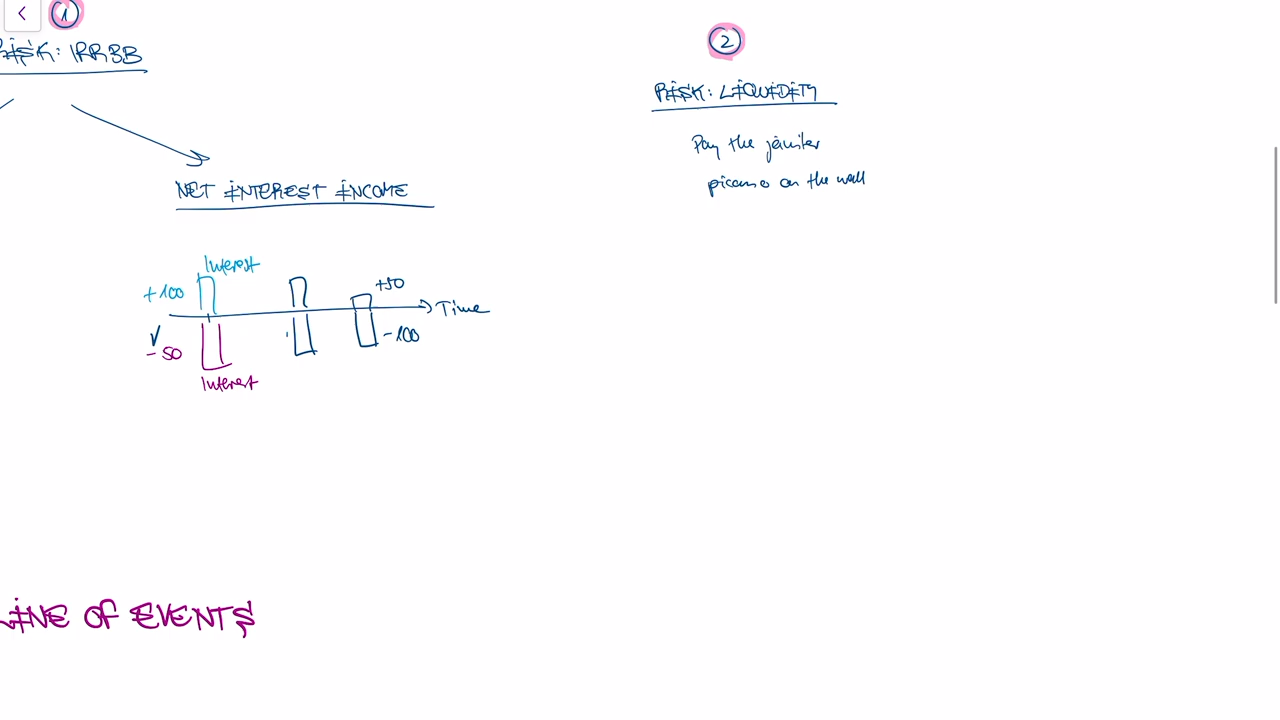 1
RISK: IRRBB
NET INTEREST INCOME
Interest
+100
- 50
Interest
+50
- 100
Time
LINE OF EVENTS
2
RISK: LIQUIDITY
Pay the janitor
picasso on the wall